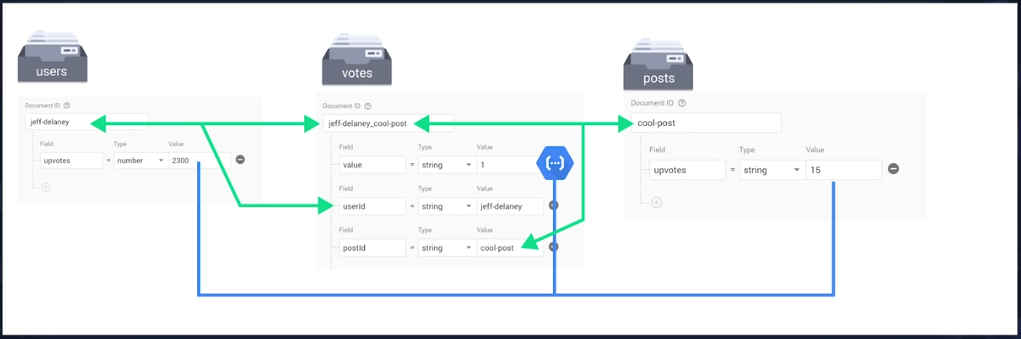 users
Document ID
jeff-delaney
Field Type Value
upvotes = number 2300
votes
Document ID
jeff-delaney_cool-post
Field Type Value
value = string 1
Field Type Value
userId = string jeff-delaney
Field Type Value
postId = string cool-post
posts
Document ID
cool-post
Field Type Value
upvotes = string 15